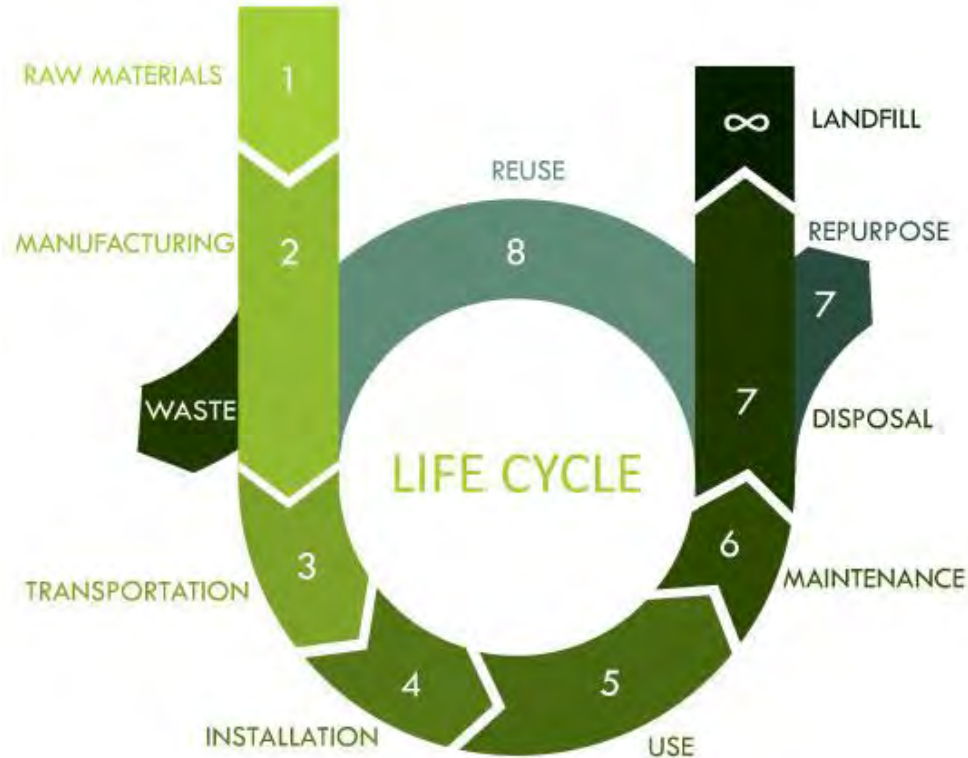 RAW MATERIALS
1
MANUFACTURING
2
WASTE
TRANSPORTATION
3
INSTALLATION
4
USE
5
MAINTENANCE
6
DISPOSAL
7
REPURPOSE
7
LANDFILL
∞
REUSE
8
LIFE CYCLE